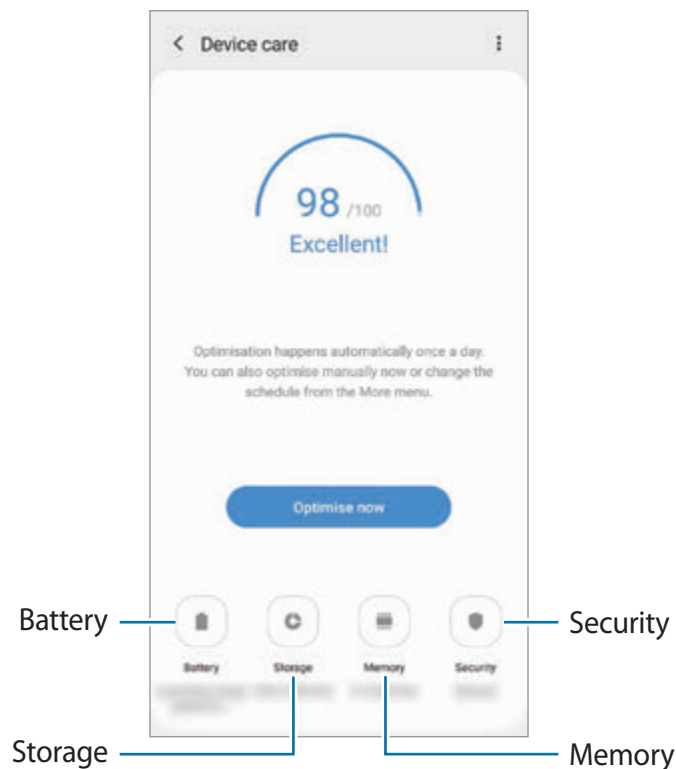 Device care
98 /100
Excellent!
Optimisation happens automatically once a day.
You can also optimise manually now or change the
schedule from the More menu.
Optimise now
Battery
Security
Battery Storage Memory Security
Storage
Memory